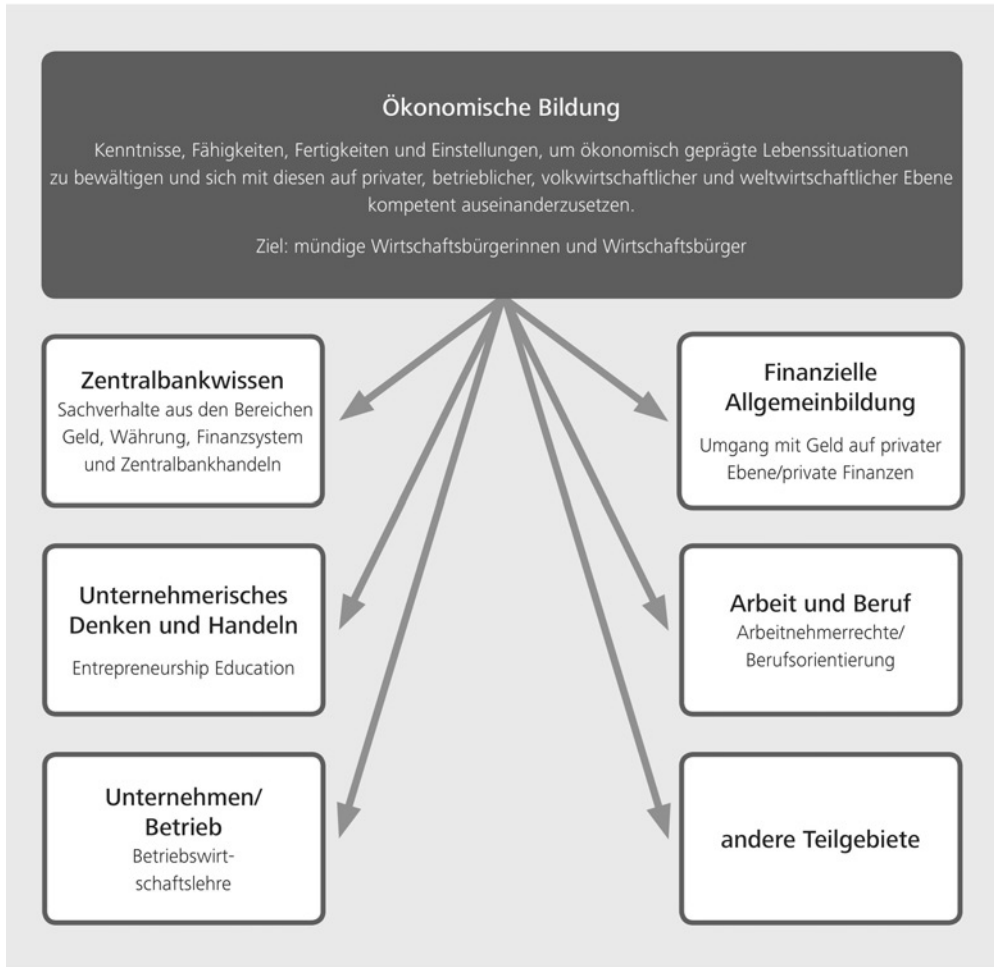 Ökonomische Bildung
Kenntnisse, Fähigkeiten, Fertigkeiten und Einstellungen, um ökonomisch geprägte Lebenssituationen
zu bewältigen und sich mit diesen auf privater, betrieblicher, volkwirtschaftlicher und weltwirtschaftlicher Ebene
kompetent auseinanderzusetzen.
Ziel: mündige Wirtschaftsbürgerinnen und Wirtschaftsbürger
Zentralbankwissen
Sachverhalte aus den Bereichen
Geld, Währung, Finanzsystem
und Zentralbankhandeln
Finanzielle
Allgemeinbildung
Umgang mit Geld auf privater
Ebene/private Finanzen
Unternehmerisches
Denken und Handeln
Entrepreneurship Education
Arbeit und Beruf
Arbeitnehmerrechte/
Berufsorientierung
Unternehmen/
Betrieb
Betriebswirt-
schaftslehre
andere Teilgebiete